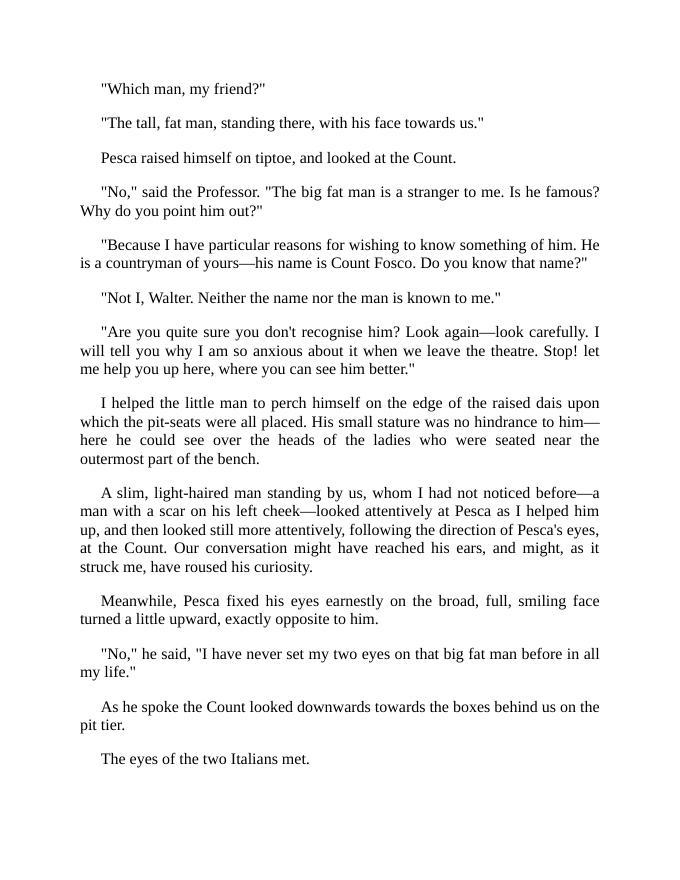 "Which man, my friend?"
"The tall, fat man, standing there, with his face towards us."
Pesca raised himself on tiptoe, and looked at the Count.
"No," said the Professor. "The big fat man is a stranger to me. Is he famous?
Why do you point him out?"
"Because I have particular reasons for wishing to know something of him. He
is a countryman of yours—his name is Count Fosco. Do you know that name?"
"Not I, Walter. Neither the name nor the man is known to me."
"Are you quite sure you don't recognise him? Look again—look carefully. I
will tell you why I am so anxious about it when we leave the theatre. Stop! let
me help you up here, where you can see him better."
I helped the little man to perch himself on the edge of the raised dais upon
which the pit-seats were all placed. His small stature was no hindrance to him—
here he could see over the heads of the ladies who were seated near the
outermost part of the bench.
A slim, light-haired man standing by us, whom I had not noticed before—a
man with a scar on his left cheek—looked attentively at Pesca as I helped him
up, and then looked still more attentively, following the direction of Pesca's eyes,
at the Count. Our conversation might have reached his ears, and might, as it
struck me, have roused his curiosity.
Meanwhile, Pesca fixed his eyes earnestly on the broad, full, smiling face
turned a little upward, exactly opposite to him.
"No," he said, "I have never set my two eyes on that big fat man before in all
my life."
As he spoke the Count looked downwards towards the boxes behind us on the
pit tier.
The eyes of the two Italians met.